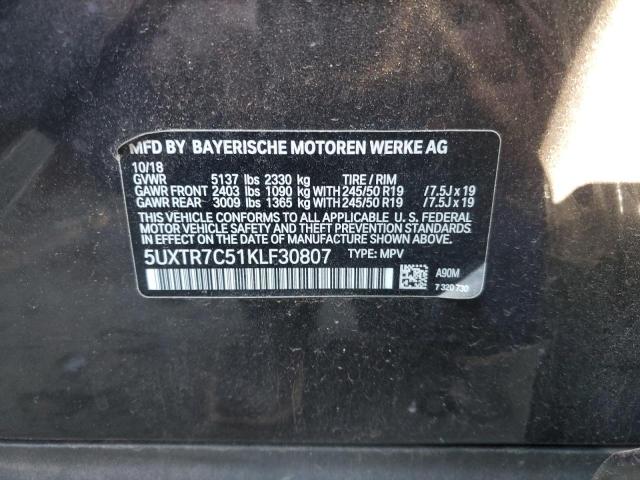 MFD BY BAYERISCHE MOTOREN WERKE AG
10/18
GVWR 5137 lbs 2330 kg TIRE / RIM
GAWR FRONT 2403 lbs 1090 kg WITH 245/50 R19 / 7.5J x 19
GAWR REAR 3009 lbs 1365 kg WITH 245/50 R19 / 7.5J x 19
THIS VEHICLE CONFORMS TO ALL APPLICABLE U. S. FEDERAL
MOTOR VEHICLE SAFETY AND THEFT PREVENTION STANDARDS
IN EFFECT ON THE DATE OF MANUFACTURE SHOWN ABOVE.
5UXTR7C51KLF30807 TYPE: MPV
A90M
7 320 730